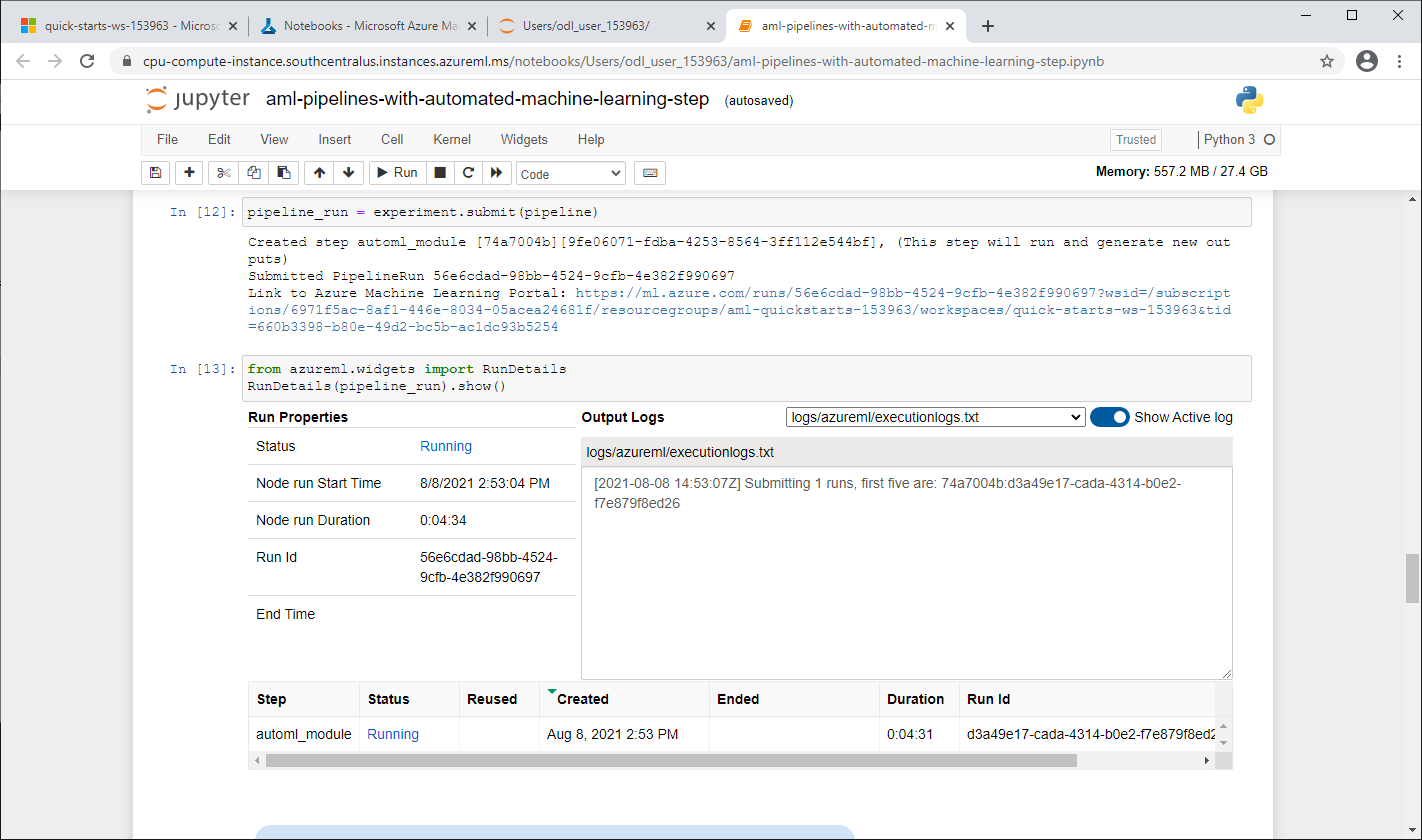 quick-starts-ws-153963 - Microso
Notebooks - Microsoft Azure Ma
Users/odl_user_153963/
aml-pipelines-with-automated-m
cpu-compute-instance.southcentralus.instances.azureml.ms/notebooks/Users/odl_user_153963/aml-pipelines-with-automated-machine-learning-step.ipynb
jupyter aml-pipelines-with-automated-machine-learning-step (autosaved)
File Edit View Insert Cell Kernel Widgets Help Trusted Python 3
Run Code Memory: 557.2 MB / 27.4 GB
In [12]: pipeline_run = experiment.submit(pipeline)
Created step automl_module [74a7004b][9fe06071-fdba-4253-8564-3ff112e544bf], (This step will run and generate new out
puts)
Submitted PipelineRun 56e6cdad-98bb-4524-9cfb-4e382f990697
Link to Azure Machine Learning Portal: https://ml.azure.com/runs/56e6cdad-98bb-4524-9cfb-4e382f990697?wsid=/subscript
ions/6971f5ac-8af1-446e-8034-05acea24681f/resourcegroups/aml-quickstarts-153963/workspaces/quick-starts-ws-153963&tid
=660b3398-b80e-49d2-bc5b-ac1dc93b5254
In [13]: from azureml.widgets import RunDetails
RunDetails(pipeline_run).show()
Run Properties
Status Running
Node run Start Time 8/8/2021 2:53:04 PM
Node run Duration 0:04:34
Run Id 56e6cdad-98bb-4524-
9cfb-4e382f990697
End Time
Output Logs logs/azureml/executionlogs.txt Show Active log
logs/azureml/executionlogs.txt
[2021-08-08 14:53:07Z] Submitting 1 runs, first five are: 74a7004b:d3a49e17-cada-4314-b0e2-
f7e879f8ed26
Step Status Reused Created Ended Duration Run Id
automl_module Running Aug 8, 2021 2:53 PM 0:04:31 d3a49e17-cada-4314-b0e2-f7e879f8ed2